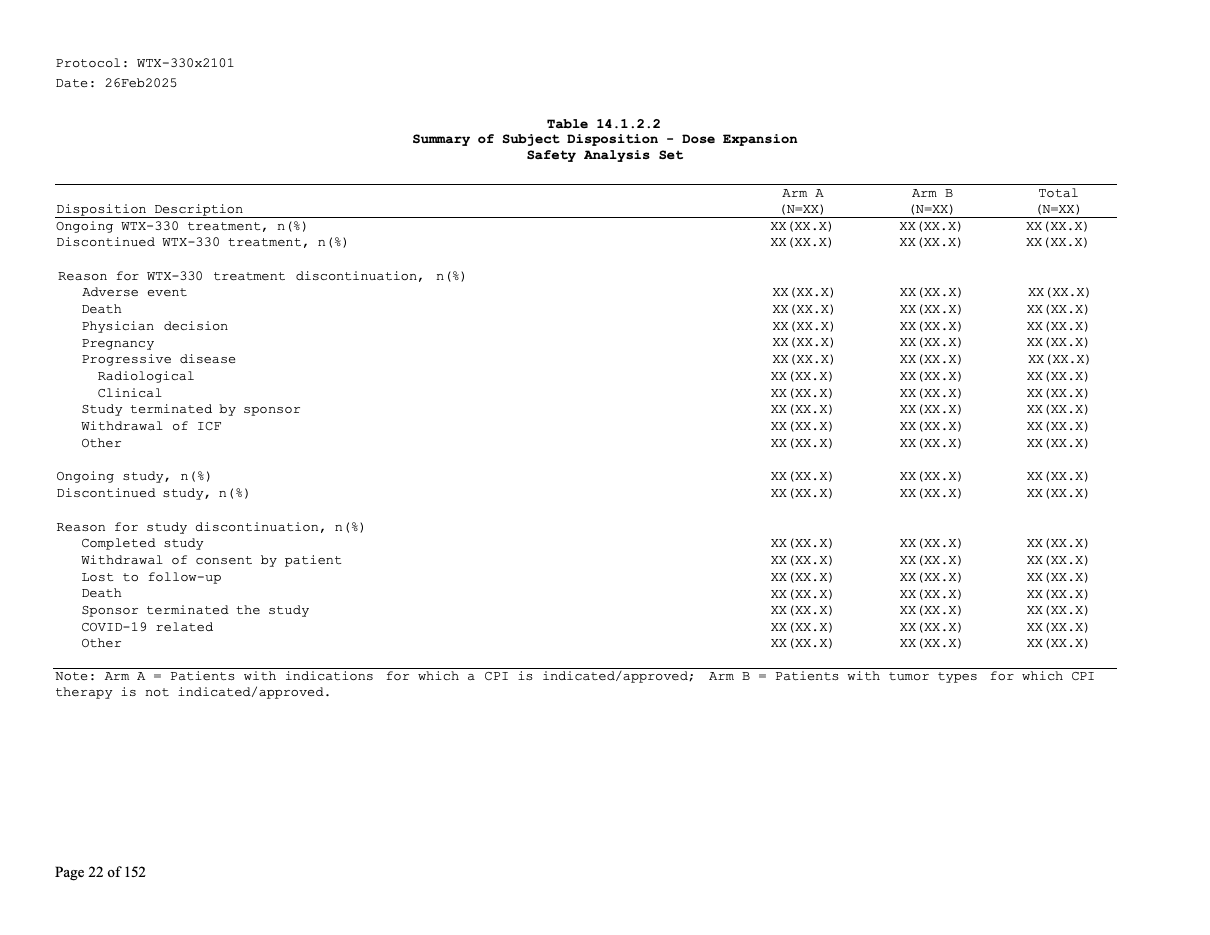 Protocol: WTX-330x2101
Date: 26Feb2025
Table 14.1.2.2
Summary of Subject Disposition - Dose Expansion
Safety Analysis Set
Arm A Arm B Total
Disposition Description (N=XX) (N=XX) (N=XX)
Ongoing WTX-330 treatment, n(%) XX(XX.X) XX(XX.X) XX(XX.X)
Discontinued WTX-330 treatment, n(%) XX(XX.X) XX(XX.X) XX(XX.X)
Reason for WTX-330 treatment discontinuation, n(%)
Adverse event XX(XX.X) XX(XX.X) XX(XX.X)
Death XX(XX.X) XX(XX.X) XX(XX.X)
Physician decision XX(XX.X) XX(XX.X) XX(XX.X)
Pregnancy XX(XX.X) XX(XX.X) XX(XX.X)
Progressive disease XX(XX.X) XX(XX.X) XX(XX.X)
Radiological XX(XX.X) XX(XX.X) XX(XX.X)
Clinical XX(XX.X) XX(XX.X) XX(XX.X)
Study terminated by sponsor XX(XX.X) XX(XX.X) XX(XX.X)
Withdrawal of ICF XX(XX.X) XX(XX.X) XX(XX.X)
Other XX(XX.X) XX(XX.X) XX(XX.X)
Ongoing study, n(%) XX(XX.X) XX(XX.X) XX(XX.X)
Discontinued study, n(%) XX(XX.X) XX(XX.X) XX(XX.X)
Reason for study discontinuation, n(%)
Completed study XX(XX.X) XX(XX.X) XX(XX.X)
Withdrawal of consent by patient XX(XX.X) XX(XX.X) XX(XX.X)
Lost to follow-up XX(XX.X) XX(XX.X) XX(XX.X)
Death XX(XX.X) XX(XX.X) XX(XX.X)
Sponsor terminated the study XX(XX.X) XX(XX.X) XX(XX.X)
COVID-19 related XX(XX.X) XX(XX.X) XX(XX.X)
Other XX(XX.X) XX(XX.X) XX(XX.X)
Note: Arm A = Patients with indications for which a CPI is indicated/approved; Arm B = Patients with tumor types for which CPI
therapy is not indicated/approved.
Page 22 of 152